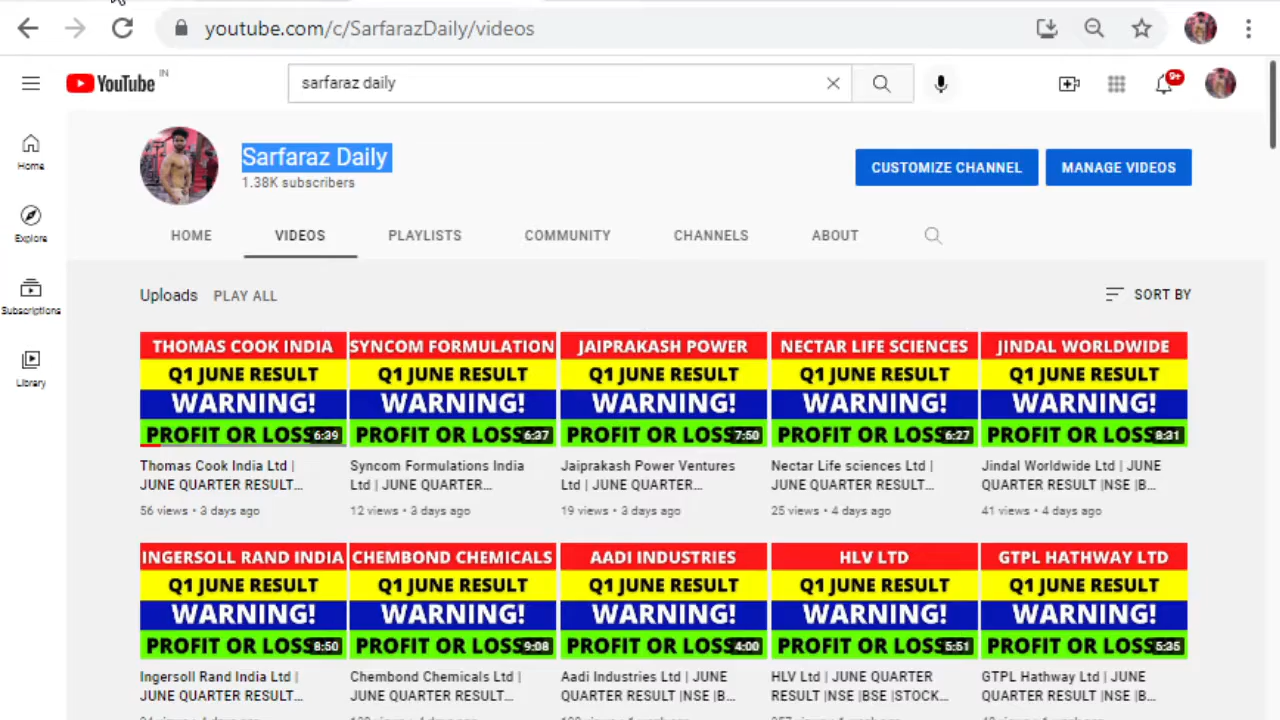 youtube.com/c/SarfarazDaily/videos
YouTube IN
sarfaraz daily
9+
Home
Explore
Subscriptions
Library
Sarfaraz Daily
1.38K subscribers
CUSTOMIZE CHANNEL
MANAGE VIDEOS
HOME VIDEOS PLAYLISTS COMMUNITY CHANNELS ABOUT
Uploads PLAY ALL
SORT BY
THOMAS COOK INDIA
Q1 JUNE RESULT
WARNING!
PROFIT OR LOSS 6:39
Thomas Cook India Ltd |
JUNE QUARTER RESULT...
56 views • 3 days ago
SYNCOM FORMULATION
Q1 JUNE RESULT
WARNING!
PROFIT OR LOSS 6:37
Syncom Formulations India
Ltd | JUNE QUARTER...
12 views • 3 days ago
JAIPRAKASH POWER
Q1 JUNE RESULT
WARNING!
PROFIT OR LOSS 7:50
Jaiprakash Power Ventures
Ltd | JUNE QUARTER...
19 views • 3 days ago
NECTAR LIFE SCIENCES
Q1 JUNE RESULT
WARNING!
PROFIT OR LOSS 6:27
Nectar Life sciences Ltd |
JUNE QUARTER RESULT...
25 views • 4 days ago
JINDAL WORLDWIDE
Q1 JUNE RESULT
WARNING!
PROFIT OR LOSS 8:31
Jindal Worldwide Ltd | JUNE
QUARTER RESULT |NSE |B...
41 views • 4 days ago
INGERSOLL RAND INDIA
Q1 JUNE RESULT
WARNING!
PROFIT OR LOSS 8:50
Ingersoll Rand India Ltd |
JUNE QUARTER RESULT...
CHEMBOND CHEMICALS
Q1 JUNE RESULT
WARNING!
PROFIT OR LOSS 9:08
Chembond Chemicals Ltd |
JUNE QUARTER RESULT...
AADI INDUSTRIES
Q1 JUNE RESULT
WARNING!
PROFIT OR LOSS 4:00
Aadi Industries Ltd | JUNE
QUARTER RESULT |NSE |B...
HLV LTD
Q1 JUNE RESULT
WARNING!
PROFIT OR LOSS 5:51
HLV Ltd | JUNE QUARTER
RESULT |NSE |BSE |STOCK...
GTPL HATHWAY LTD
Q1 JUNE RESULT
WARNING!
PROFIT OR LOSS 5:35
GTPL Hathway Ltd | JUNE
QUARTER RESULT |NSE |B...